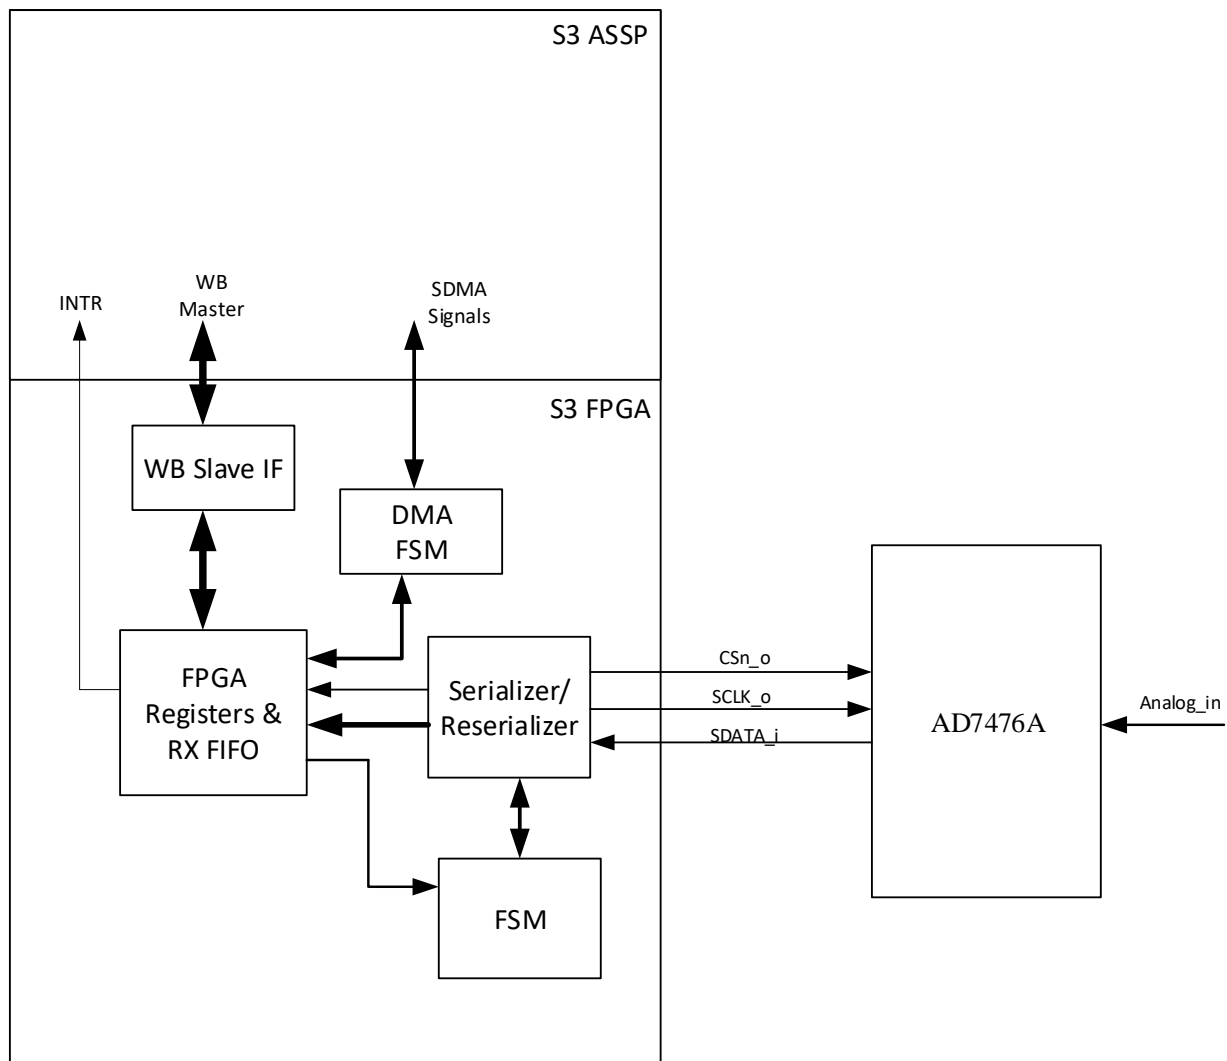 S3 ASSP
INTR
WB
Master
SDMA
Signals
S3 FPGA
WB Slave IF
DMA
FSM
FPGA
Registers &
RX FIFO
Serializer/
Reserializer
CSn_o
SCLK_o
SDATA_i
AD7476A
Analog_in
FSM